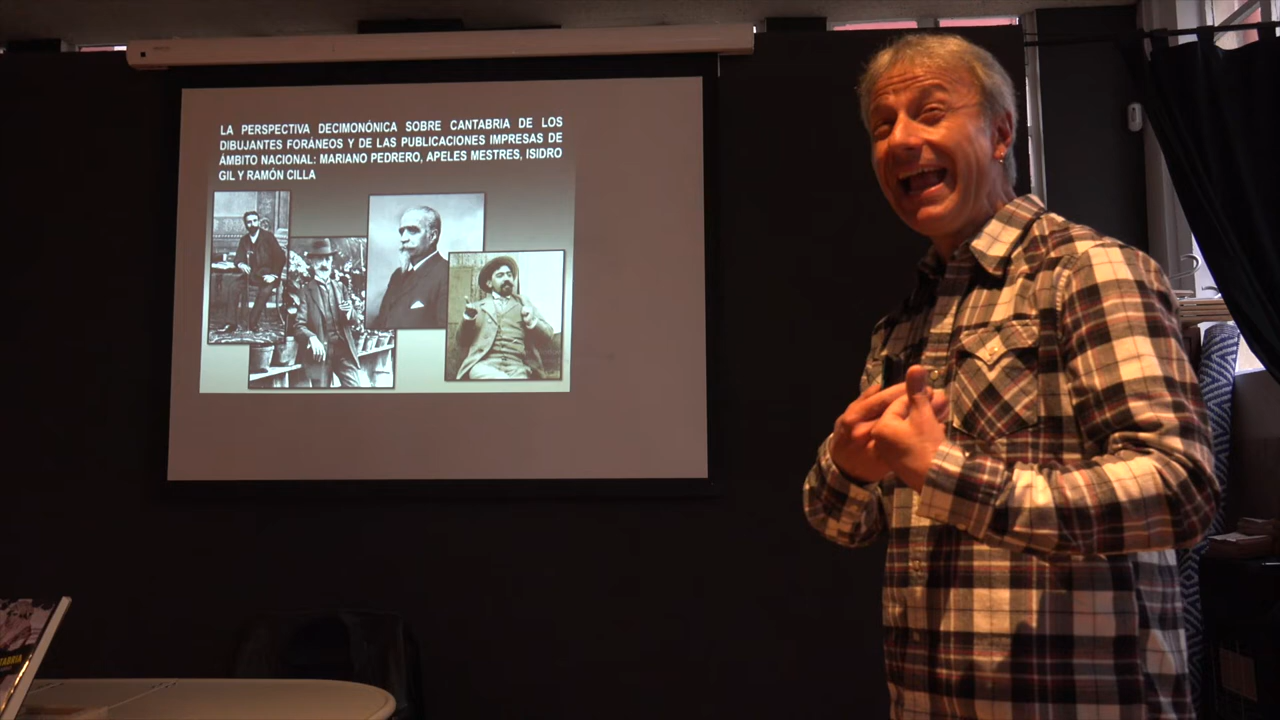 LA PERSPECTIVA DECIMONÓNICA SOBRE CANTABRIA DE LOS
DIBUJANTES FORÁNEOS Y DE LAS PUBLICACIONES IMPRESAS DE
ÁMBITO NACIONAL: MARIANO PEDRERO, APELES MESTRES, ISIDRO
GIL Y RAMÓN CILLA